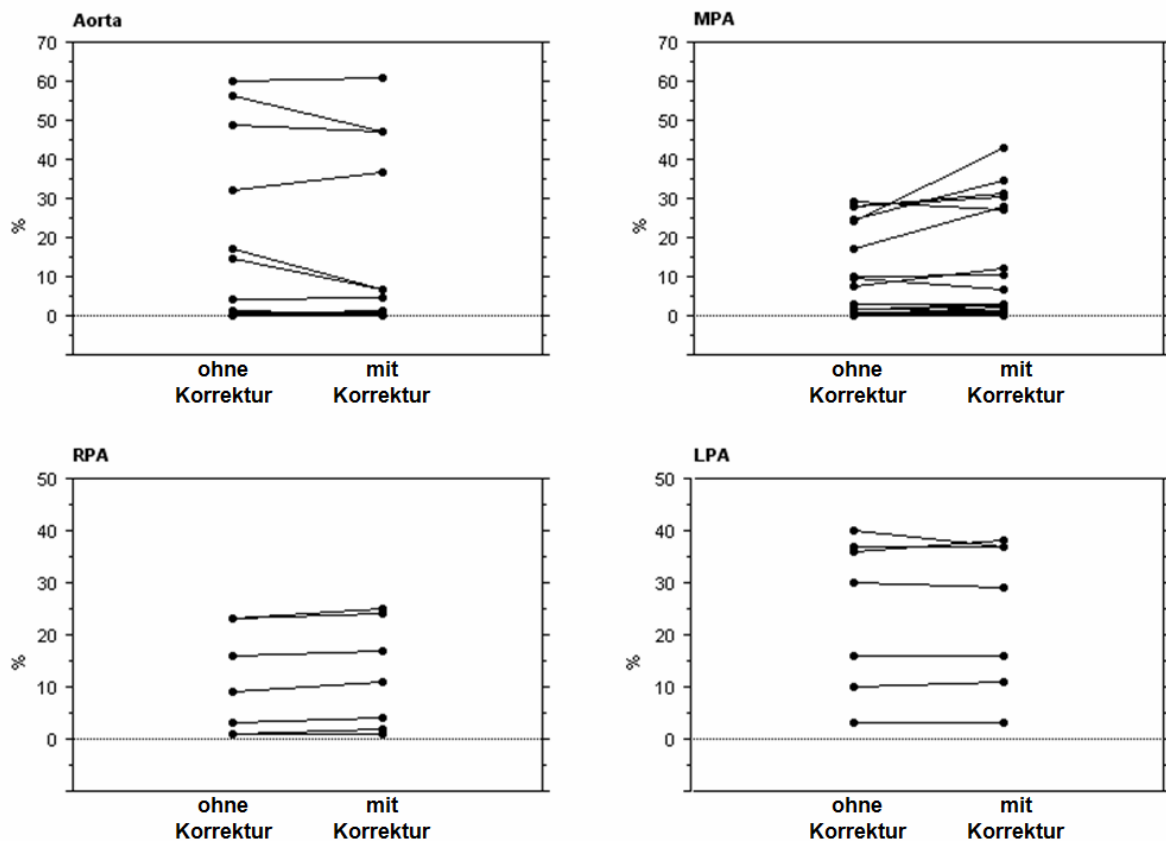 Aorta
70
60
50
40
30
20
10
0
%
ohne
Korrektur
mit
Korrektur
MPA
70
60
50
40
30
20
10
0
%
ohne
Korrektur
mit
Korrektur
RPA
50
40
30
20
10
0
%
ohne
Korrektur
mit
Korrektur
LPA
50
40
30
20
10
0
%
ohne
Korrektur
mit
Korrektur